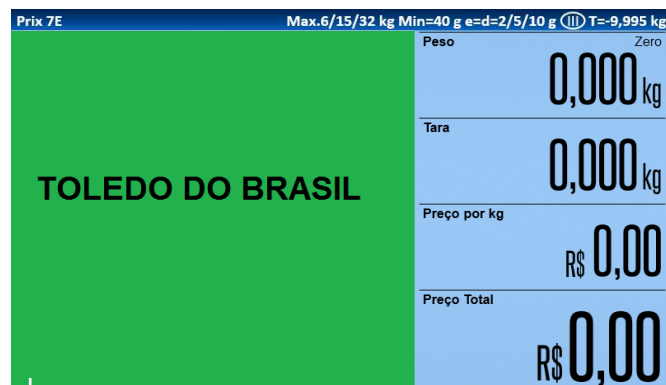 Prix 7E
Max.6/15/32 kg Min=40 g e=d=2/5/10 g III T=-9,995 kg
TOLEDO DO BRASIL
Peso
Zero
0,000 kg
Tara
0,000 kg
Preço por kg
R$ 0,00
Preço Total
R$ 0,00